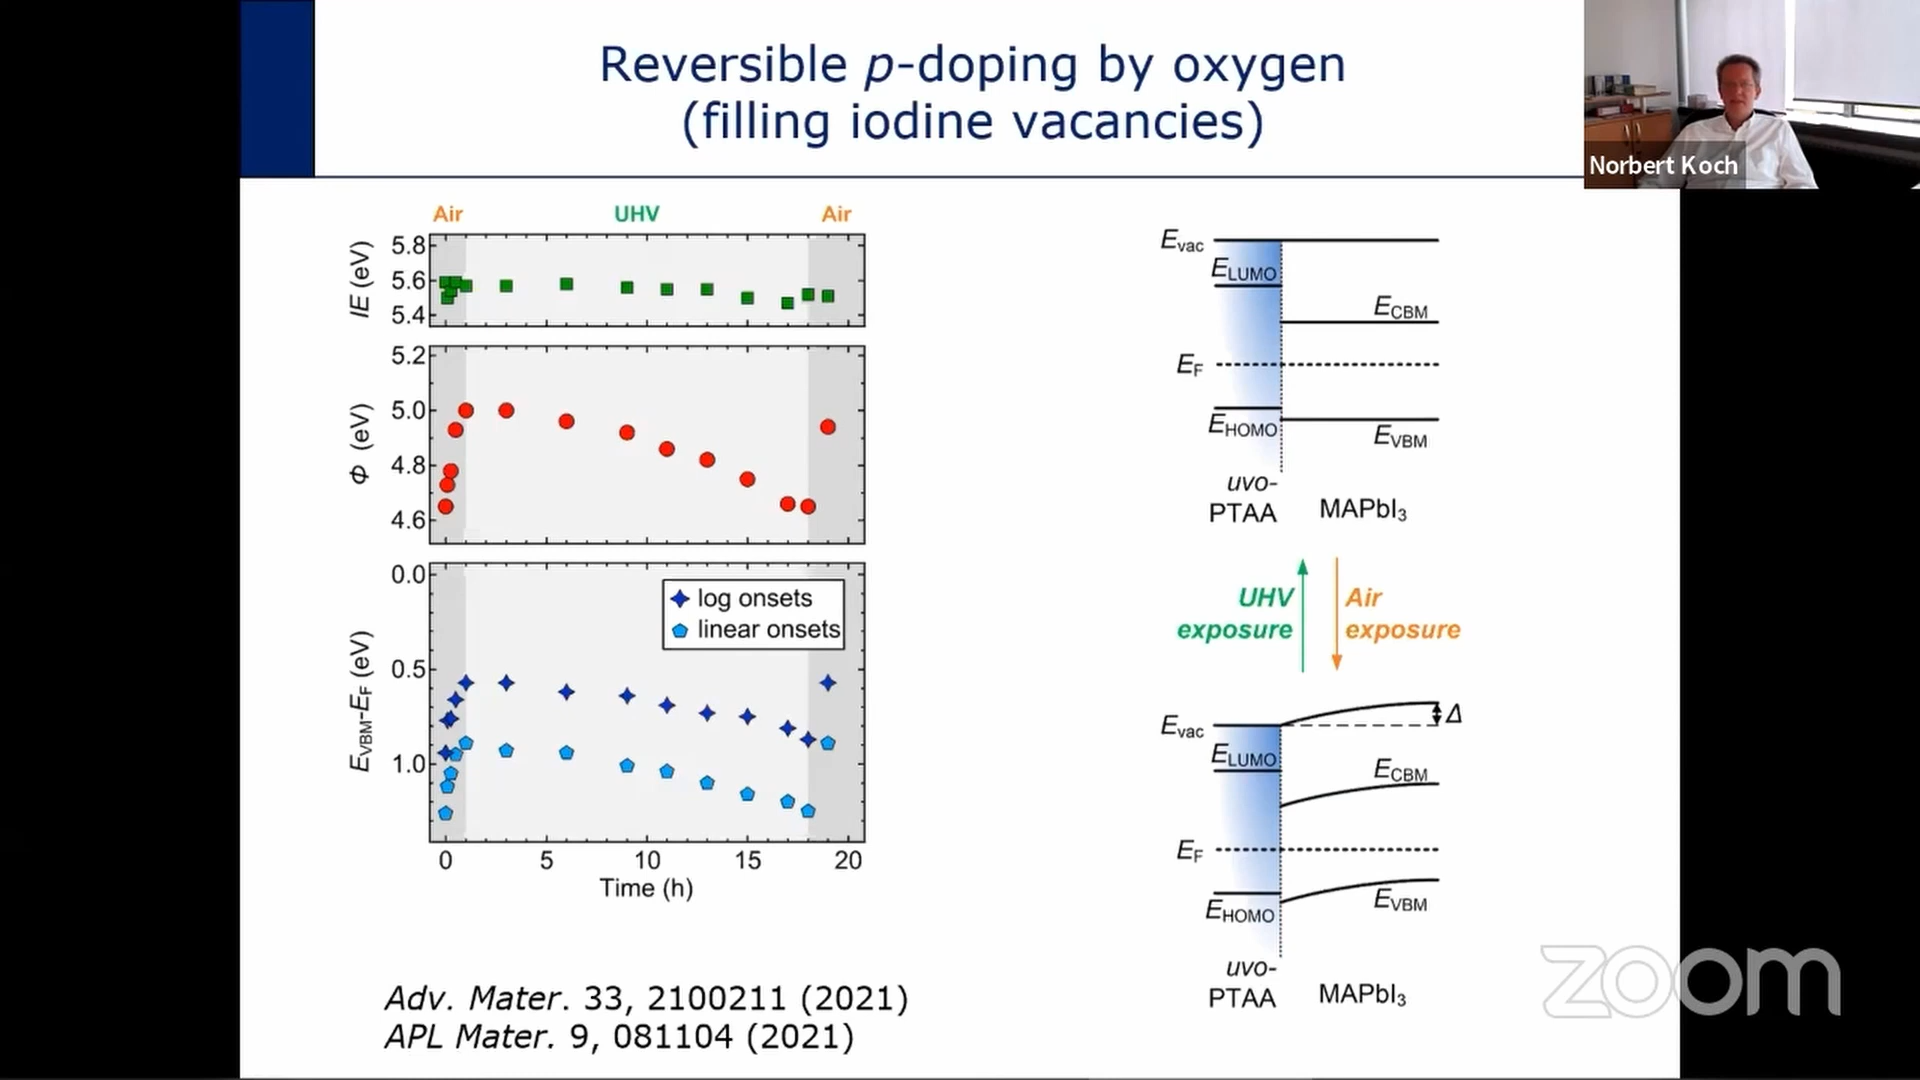 Reversible p-doping by oxygen
(filling iodine vacancies)
Norbert Koch
Air
UHV
Air
IE (eV)
5.8
5.6
5.4
Φ (eV)
5.2
5.0
4.8
4.6
E_VBM-E_F (eV)
0.0
0.5
1.0
log onsets
linear onsets
0
5
10
15
20
Time (h)
E_vac
E_LUMO
E_CBM
E_F
E_HOMO
E_VBM
uvo-
PTAA
MAPbI₃
UHV
exposure
Air
exposure
E_vac
Δ
E_LUMO
E_CBM
E_F
E_HOMO
E_VBM
uvo-
PTAA
MAPbI₃
Adv. Mater. 33, 2100211 (2021)
APL Mater. 9, 081104 (2021)
zoom